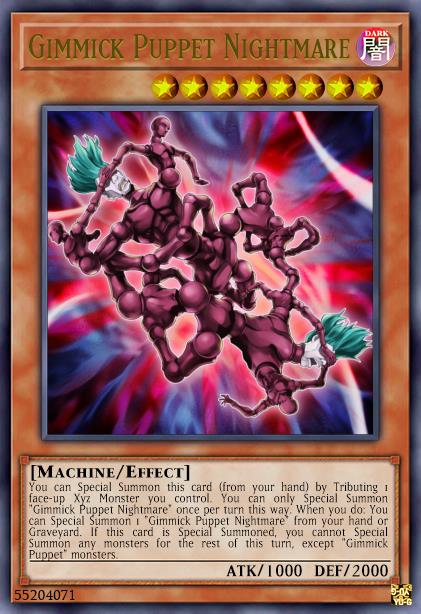 GIMMICK PUPPET NIGHTMARE
DARK
闇
[MACHINE/EFFECT]
You can Special Summon this card (from your hand) by Tributing 1
face-up Xyz Monster you control. You can only Special Summon
"Gimmick Puppet Nightmare" once per turn this way. When you do: You
can Special Summon 1 "Gimmick Puppet Nightmare" from your hand or
Graveyard. If this card is Special Summoned, you cannot Special
Summon any monsters for the rest of this turn, except "Gimmick
Puppet" monsters.
ATK/1000 DEF/2000
55204071